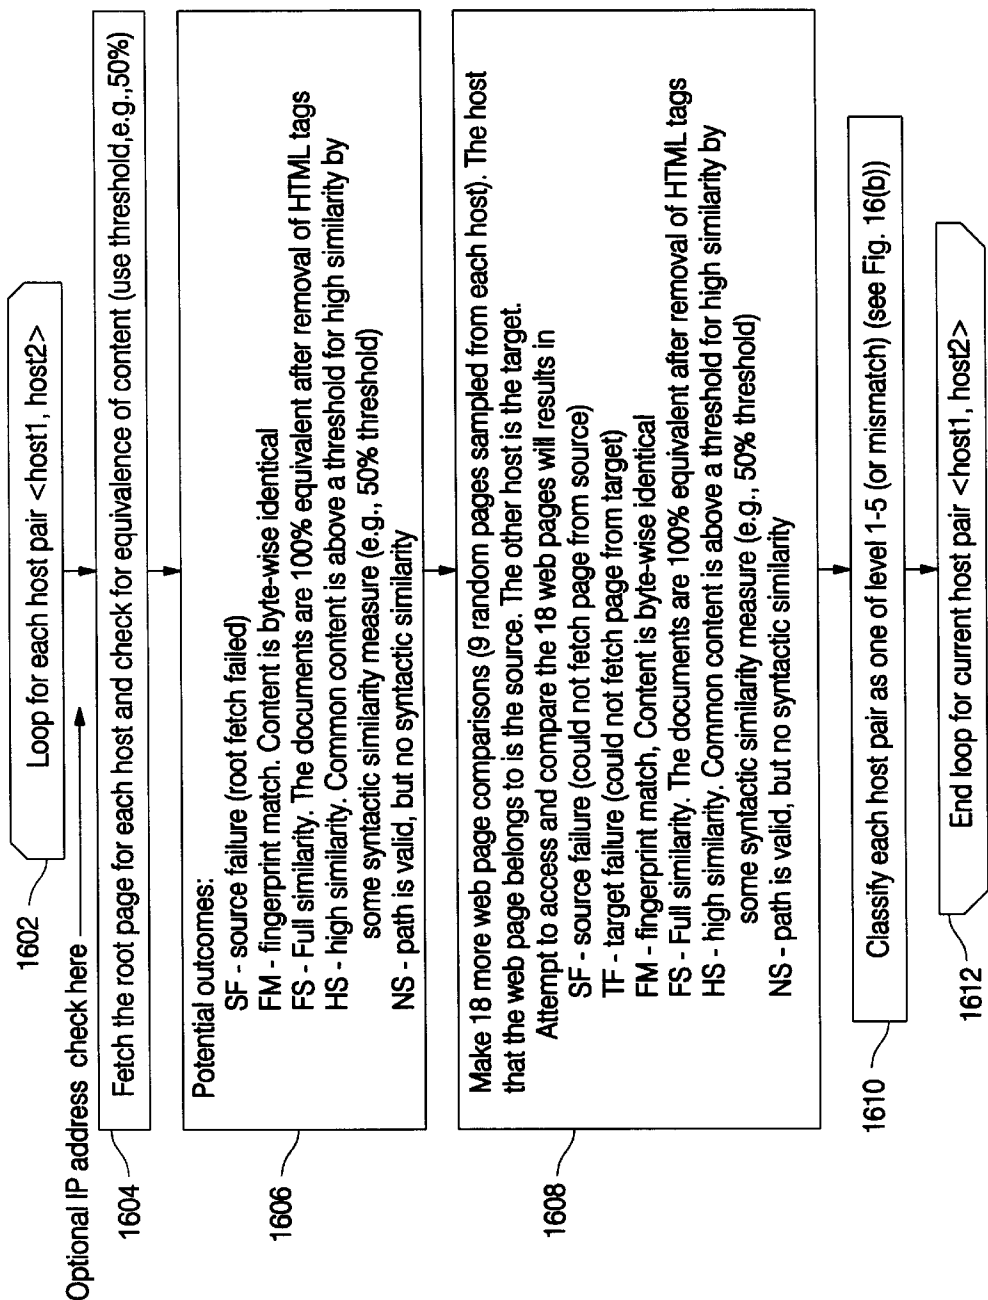 Loop for each host pair <host1, host2>
1602
Optional IP address check here
Fetch the root page for each host and check for equivalence of content (use threshold,e.g.,50%)
1604
Potential outcomes:
SF - source failure (root fetch failed)
FM - fingerprint match. Content is byte-wise identical
FS - Full similarity. The documents are 100% equivalent after removal of HTML tags
HS - high similarity. Common content is above a threshold for high similarity by
some syntactic similarity measure (e.g., 50% threshold)
NS - path is valid, but no syntactic similarity
1606
Make 18 more web page comparisons (9 random pages sampled from each host). The host
that the web page belongs to is the source. The other host is the target.
Attempt to access and compare the 18 web pages will results in
SF - source failure (could not fetch page from source)
TF - target failure (could not fetch page from target)
FM - fingerprint match, Content is byte-wise identical
FS - Full similarity. The documents are 100% equivalent after removal of HTML tags
HS - high similarity. Common content is above a threshold for high similarity by
some syntactic similarity measure (e.g., 50% threshold)
NS - path is valid, but no syntactic similarity
1608
Classify each host pair as one of level 1-5 (or mismatch) (see Fig. 16(b))
1610
End loop for current host pair <host1, host2>
1612